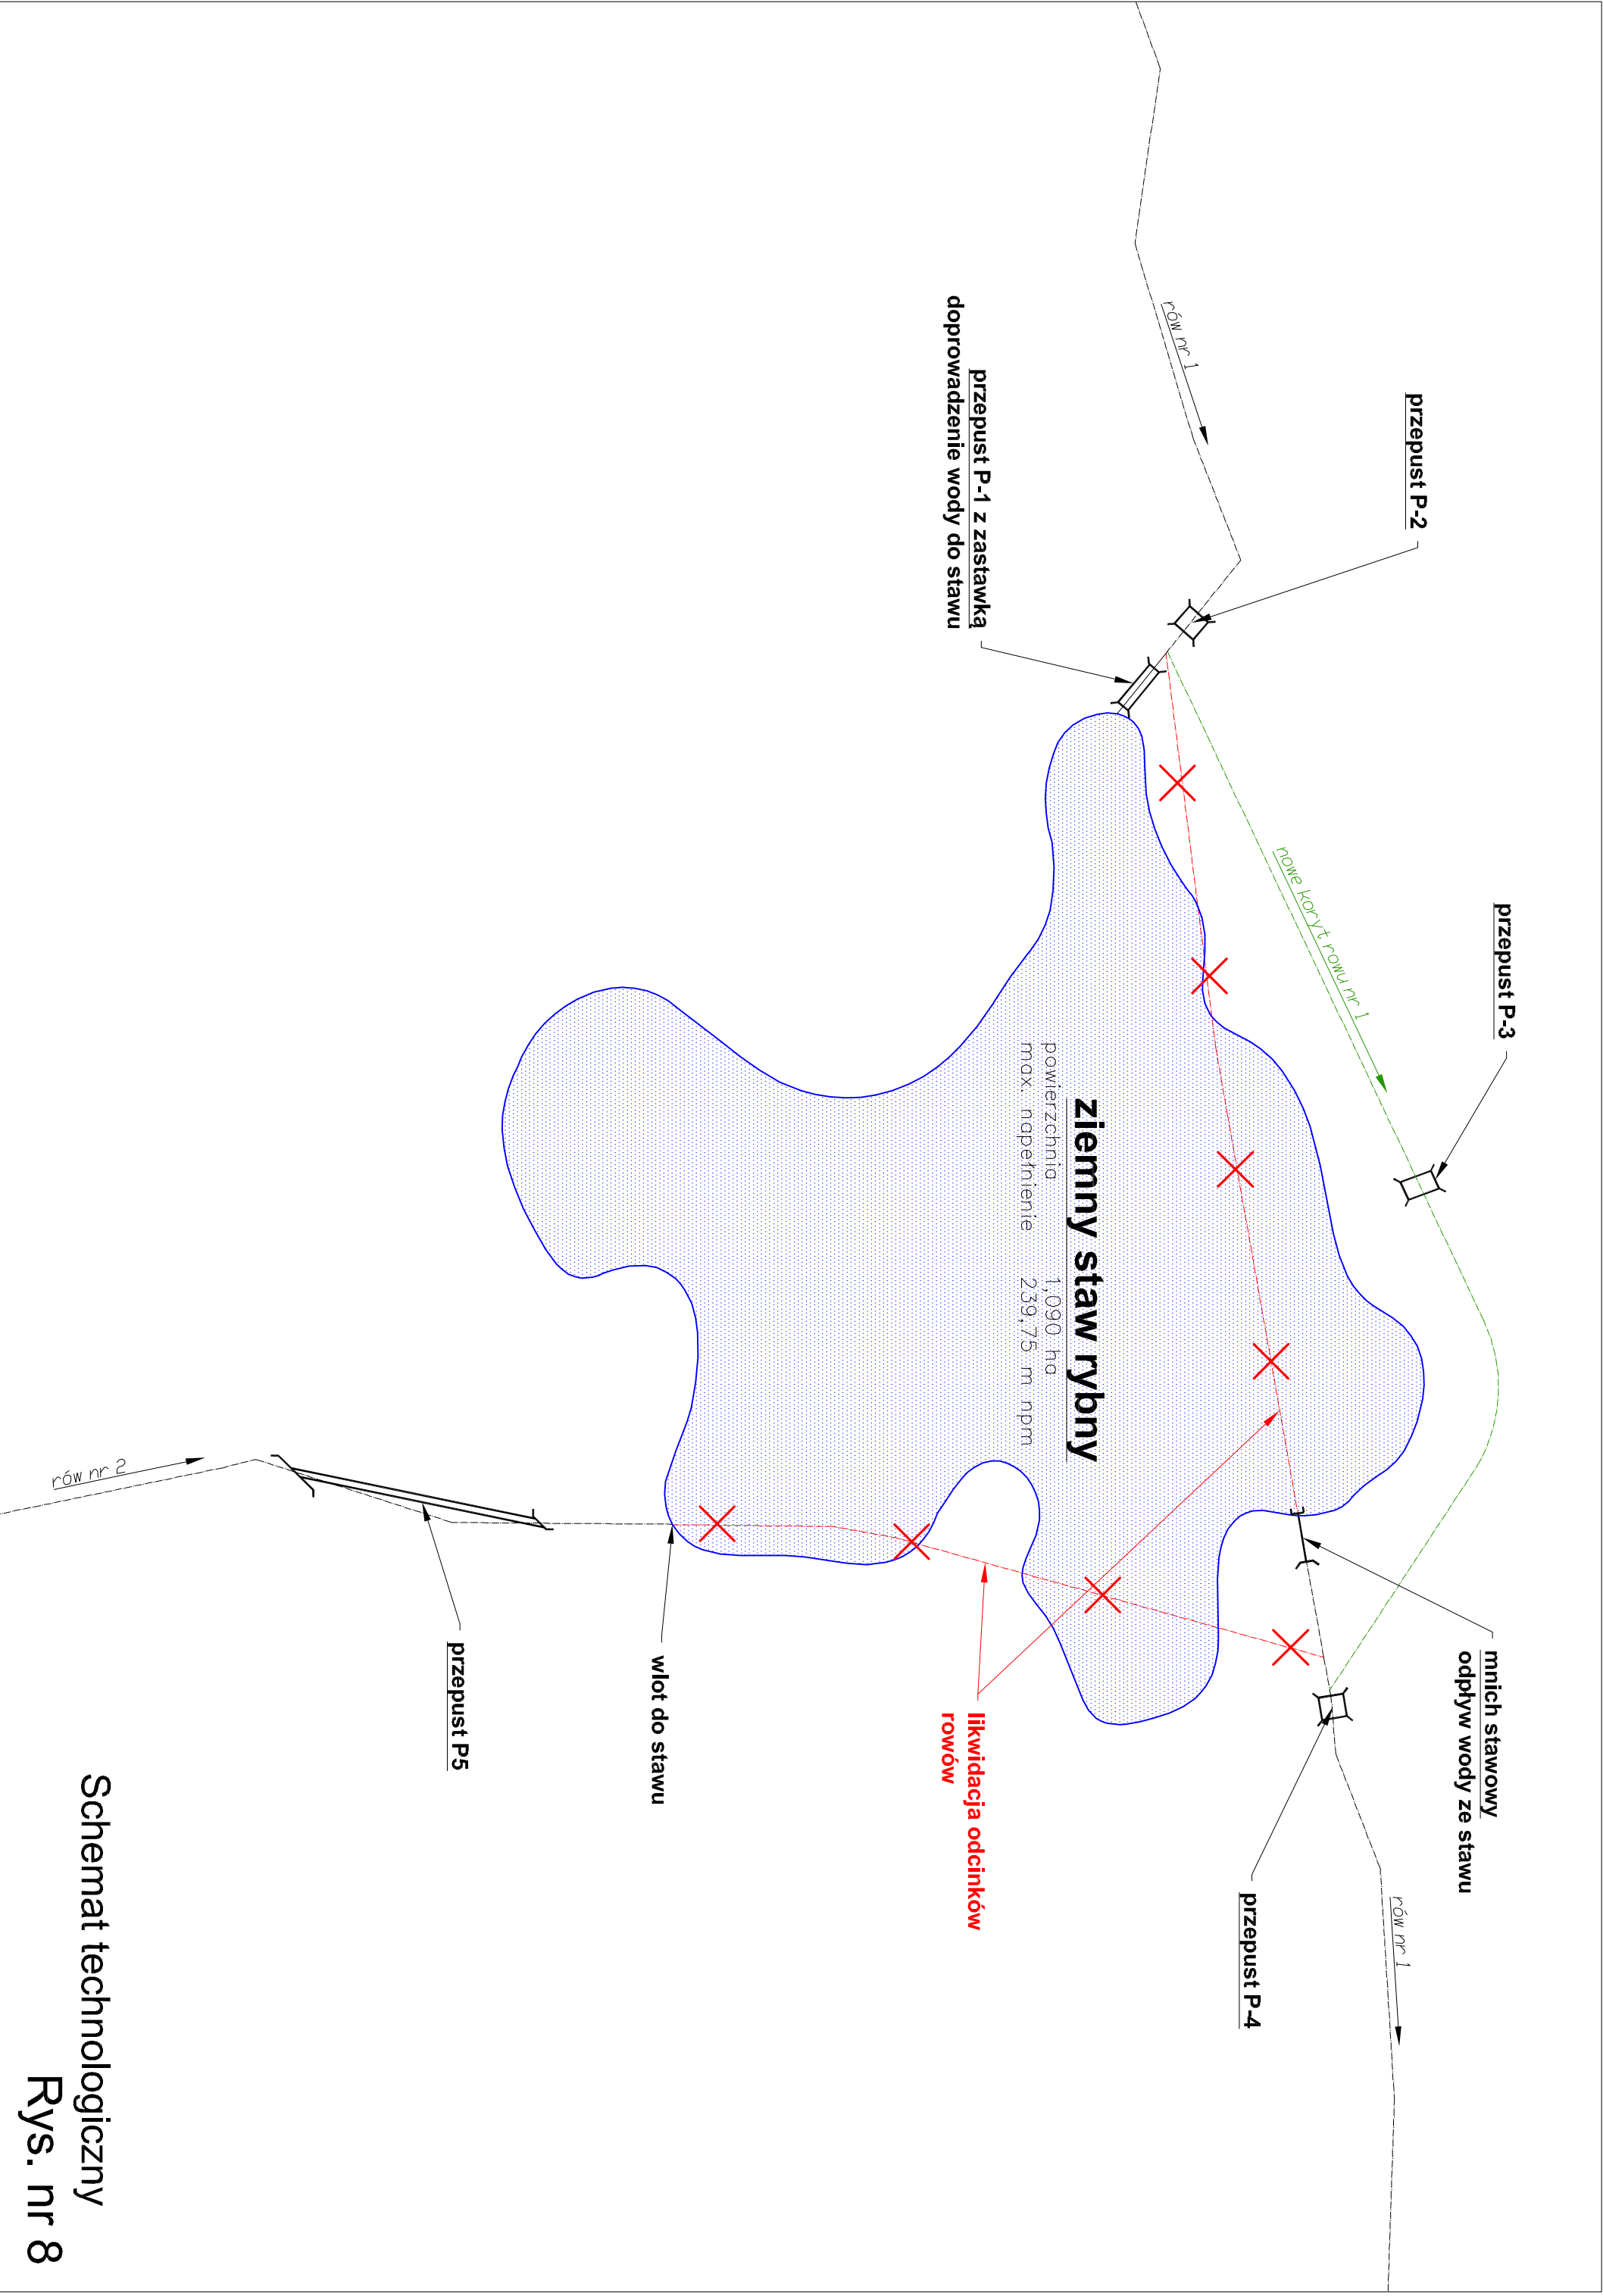 przepust P-3
przepust P-2
nowe koryt rowu nr 1
rów nr 1
przepust P-1 z zastawką
doprowadzenie wody do stawu
mnich stawowy
odpływ wody ze stawu
rów nr 1
przepust P-4
ziemny staw rybny
powierzchnia 1,090 ha
max. napełnienie 239,75 m npm
likwidacja odcinków
rowów
wlot do stawu
przepust P5
rów nr 2
Schemat technologiczny
Rys. nr 8